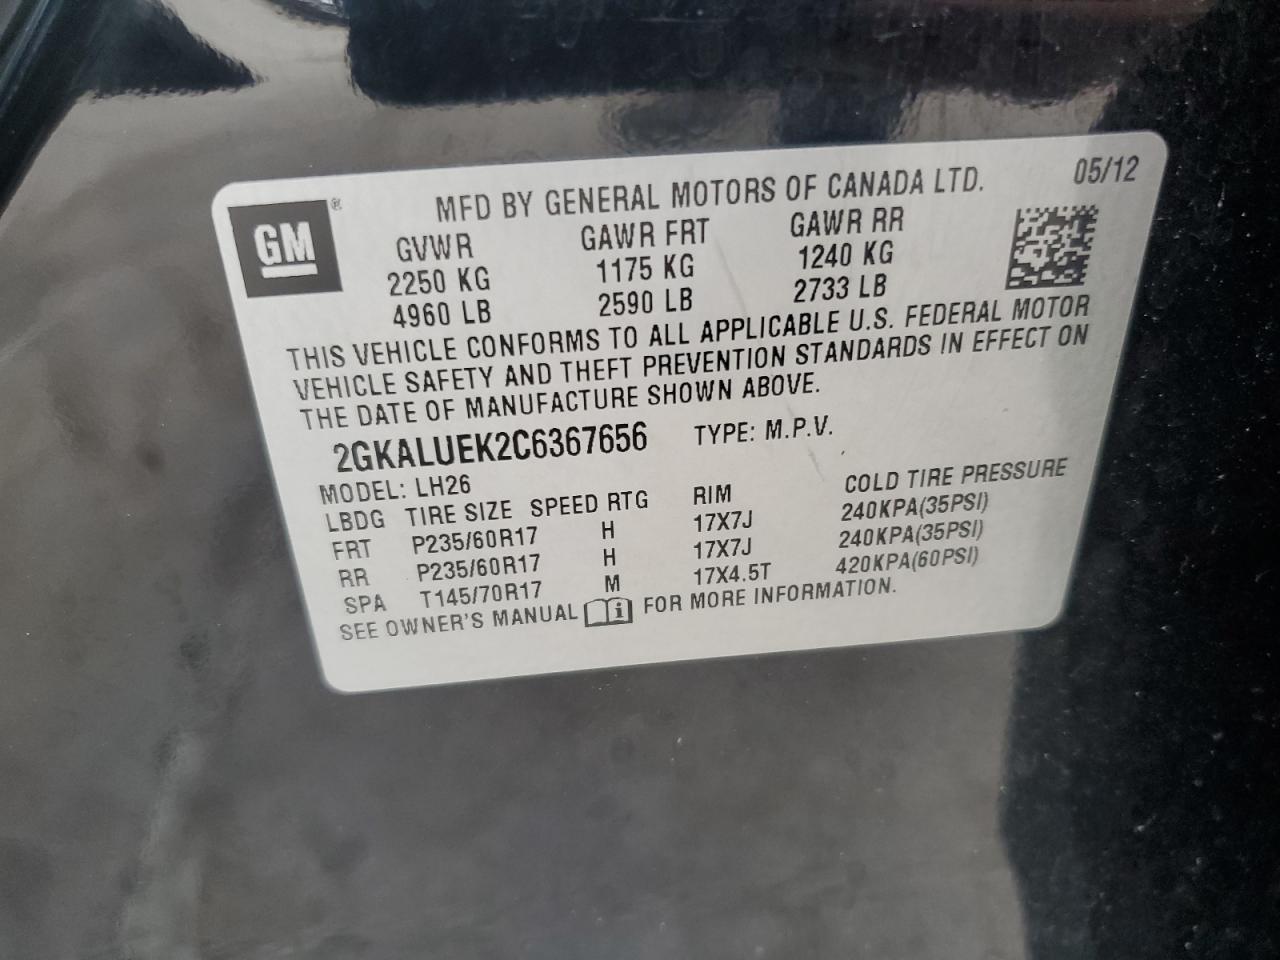 GM ®
MFD BY GENERAL MOTORS OF CANADA LTD. 05/12
GVWR GAWR FRT GAWR RR
2250 KG 1175 KG 1240 KG
4960 LB 2590 LB 2733 LB
THIS VEHICLE CONFORMS TO ALL APPLICABLE U.S. FEDERAL MOTOR
VEHICLE SAFETY AND THEFT PREVENTION STANDARDS IN EFFECT ON
THE DATE OF MANUFACTURE SHOWN ABOVE.
2GKALUEK2C6367656 TYPE: M.P.V.
MODEL: LH26
LBDG TIRE SIZE SPEED RTG RIM COLD TIRE PRESSURE
FRT P235/60R17 H 17X7J 240KPA(35PSI)
RR P235/60R17 H 17X7J 240KPA(35PSI)
SPA T145/70R17 M 17X4.5T 420KPA(60PSI)
SEE OWNER'S MANUAL i FOR MORE INFORMATION.